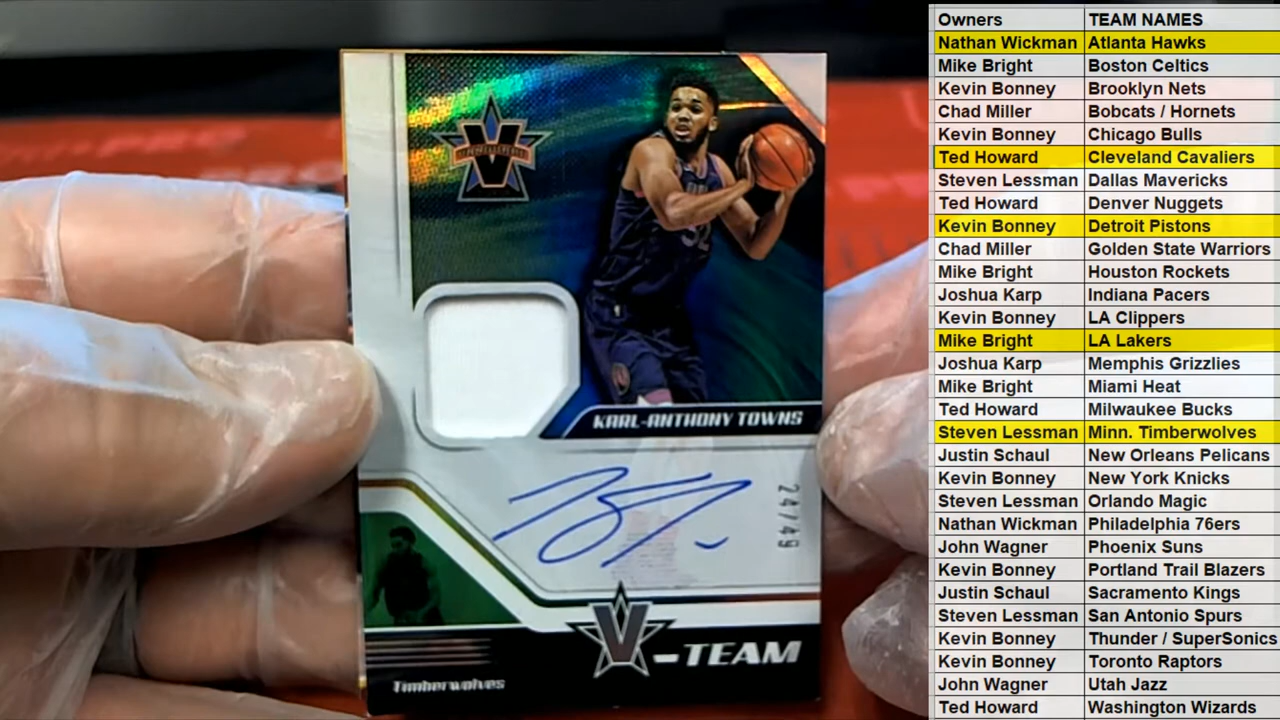 KARL-ANTHONY TOWNS
24/49
V-TEAM
Timberwolves
Owners TEAM NAMES
Nathan Wickman Atlanta Hawks
Mike Bright Boston Celtics
Kevin Bonney Brooklyn Nets
Chad Miller Bobcats / Hornets
Kevin Bonney Chicago Bulls
Ted Howard Cleveland Cavaliers
Steven Lessman Dallas Mavericks
Ted Howard Denver Nuggets
Kevin Bonney Detroit Pistons
Chad Miller Golden State Warriors
Mike Bright Houston Rockets
Joshua Karp Indiana Pacers
Kevin Bonney LA Clippers
Mike Bright LA Lakers
Joshua Karp Memphis Grizzlies
Mike Bright Miami Heat
Ted Howard Milwaukee Bucks
Steven Lessman Minn. Timberwolves
Justin Schaul New Orleans Pelicans
Kevin Bonney New York Knicks
Steven Lessman Orlando Magic
Nathan Wickman Philadelphia 76ers
John Wagner Phoenix Suns
Kevin Bonney Portland Trail Blazers
Justin Schaul Sacramento Kings
Steven Lessman San Antonio Spurs
Kevin Bonney Thunder / SuperSonics
Kevin Bonney Toronto Raptors
John Wagner Utah Jazz
Ted Howard Washington Wizards